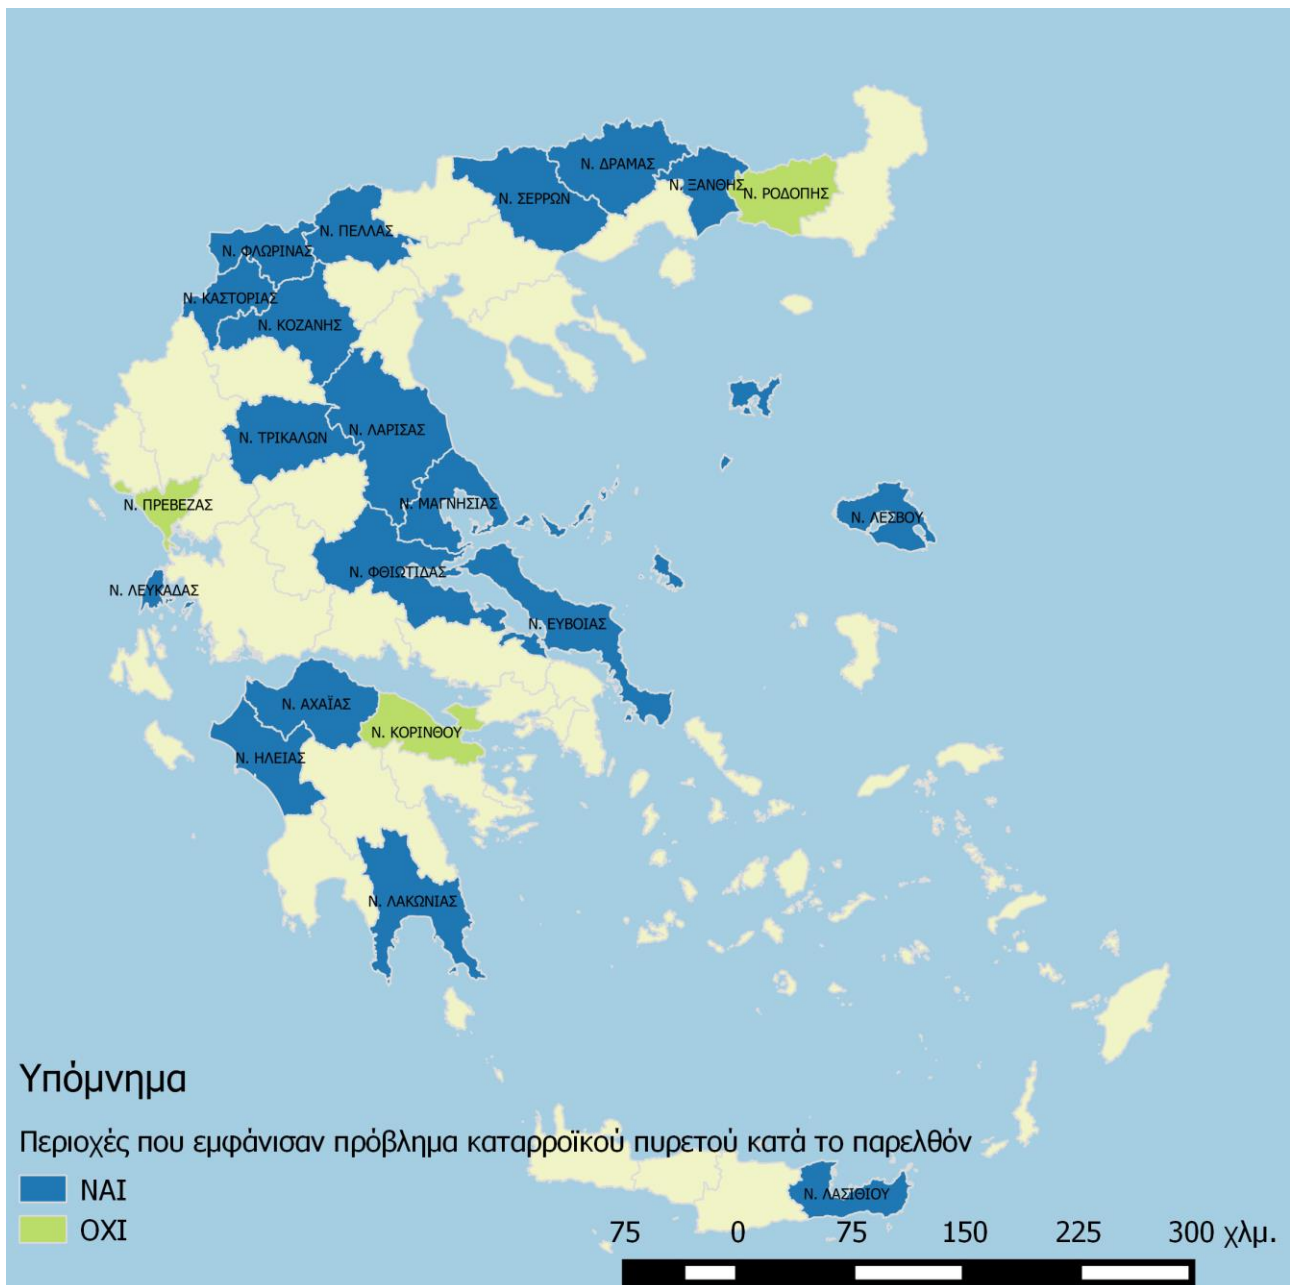 Ν. ΔΡΑΜΑΣ
Ν. ΞΑΝΘΗΣ
Ν. ΡΟΔΟΠΗΣ
Ν. ΣΕΡΡΩΝ
Ν. ΠΕΛΛΑΣ
Ν. ΦΛΩΡΙΝΑΣ
Ν. ΚΑΣΤΟΡΙΑΣ
Ν. ΚΟΖΑΝΗΣ
Ν. ΤΡΙΚΑΛΩΝ
Ν. ΛΑΡΙΣΑΣ
Ν. ΠΡΕΒΕΖΑΣ
Ν. ΜΑΓΝΗΣΙΑΣ
Ν. ΛΕΣΒΟΥ
Ν. ΦΘΙΩΤΙΔΑΣ
Ν. ΛΕΥΚΑΔΑΣ
Ν. ΕΥΒΟΙΑΣ
Ν. ΑΧΑΪΑΣ
Ν. ΚΟΡΙΝΘΟΥ
Ν. ΗΛΕΙΑΣ
Ν. ΛΑΚΩΝΙΑΣ
Υπόμνημα
Περιοχές που εμφάνισαν πρόβλημα καταρροϊκού πυρετού κατά το παρελθόν
ΝΑΙ
ΟΧΙ
Ν. ΛΑΣΙΘΙΟΥ
75 0 75 150 225 300 χλμ.